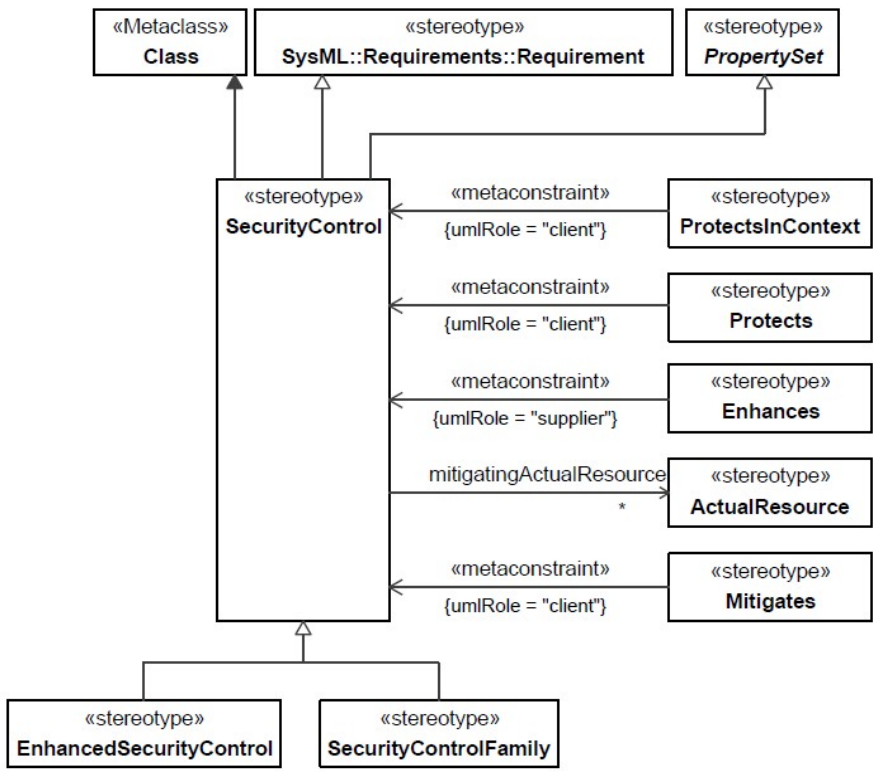 «Metaclass»
Class
«stereotype»
SysML::Requirements::Requirement
«stereotype»
PropertySet
«stereotype»
SecurityControl
«metaconstraint»
{umlRole = "client"}
«stereotype»
ProtectsInContext
«metaconstraint»
{umlRole = "client"}
«stereotype»
Protects
«metaconstraint»
{umlRole = "supplier"}
«stereotype»
Enhances
mitigatingActualResource
*
«stereotype»
ActualResource
«metaconstraint»
{umlRole = "client"}
«stereotype»
Mitigates
«stereotype»
EnhancedSecurityControl
«stereotype»
SecurityControlFamily